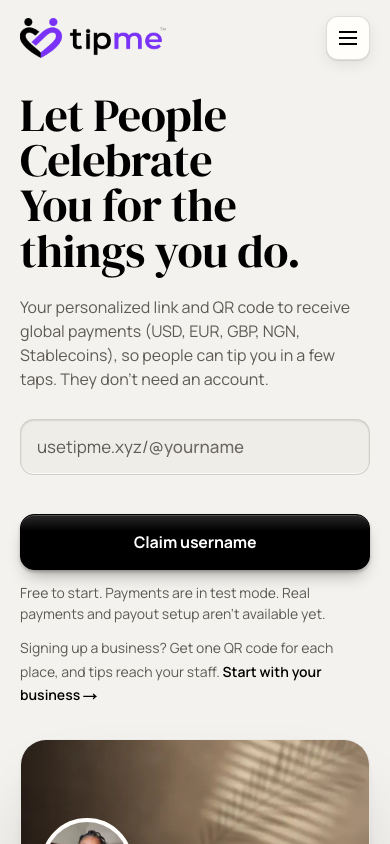 tipme™
Let People
Celebrate
You for the
things you do.
Your personalized link and QR code to receive
global payments (USD, EUR, GBP, NGN,
Stablecoins), so people can tip you in a few
taps. They don't need an account.
usetipme.xyz/@yourname
Claim username
Free to start. Payments are in test mode. Real
payments and payout setup aren't available yet.
Signing up a business? Get one QR code for each
place, and tips reach your staff. Start with your
business →